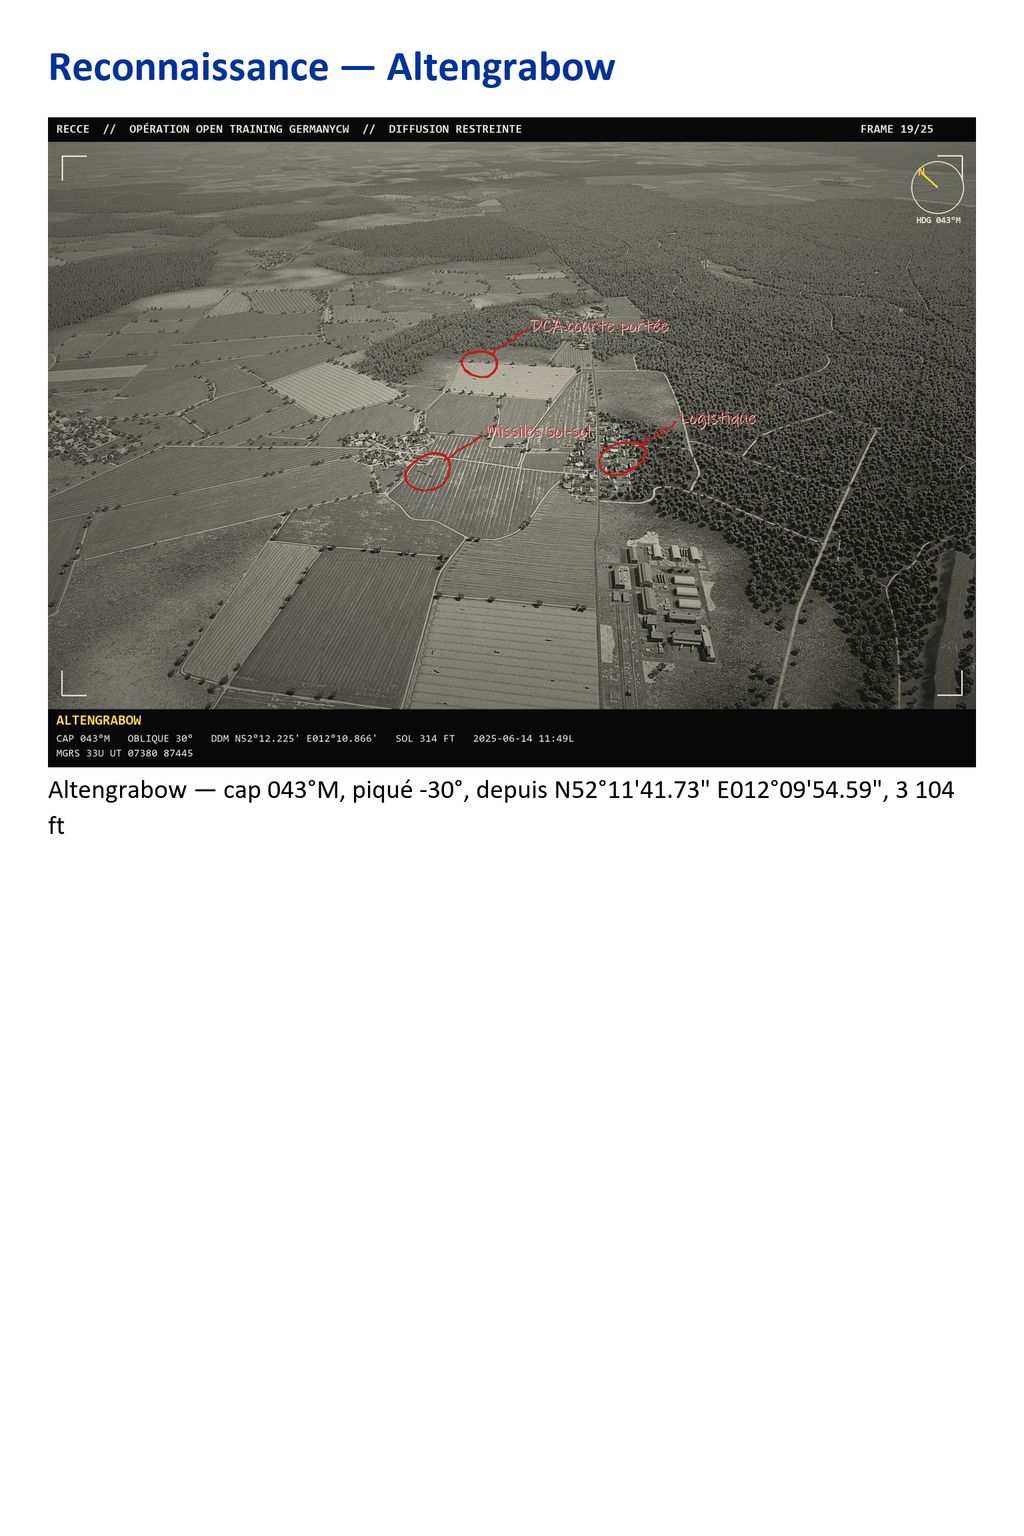 Reconnaissance — Altengrabow
RECCE // OPÉRATION OPEN TRAINING GERMANYCW // DIFFUSION RESTREINTE FRAME 19/25
N
HDG 043°M
DCA courte portée
Logistique
Missiles sol-sol
ALTENGRABOW
CAP 043°M OBLIQUE 30° DDM N52°12.225' E012°10.866' SOL 314 FT 2025-06-14 11:49L
MGRS 33U UT 07380 87445
Altengrabow — cap 043°M, piqué -30°, depuis N52°11'41.73" E012°09'54.59", 3 104
ft